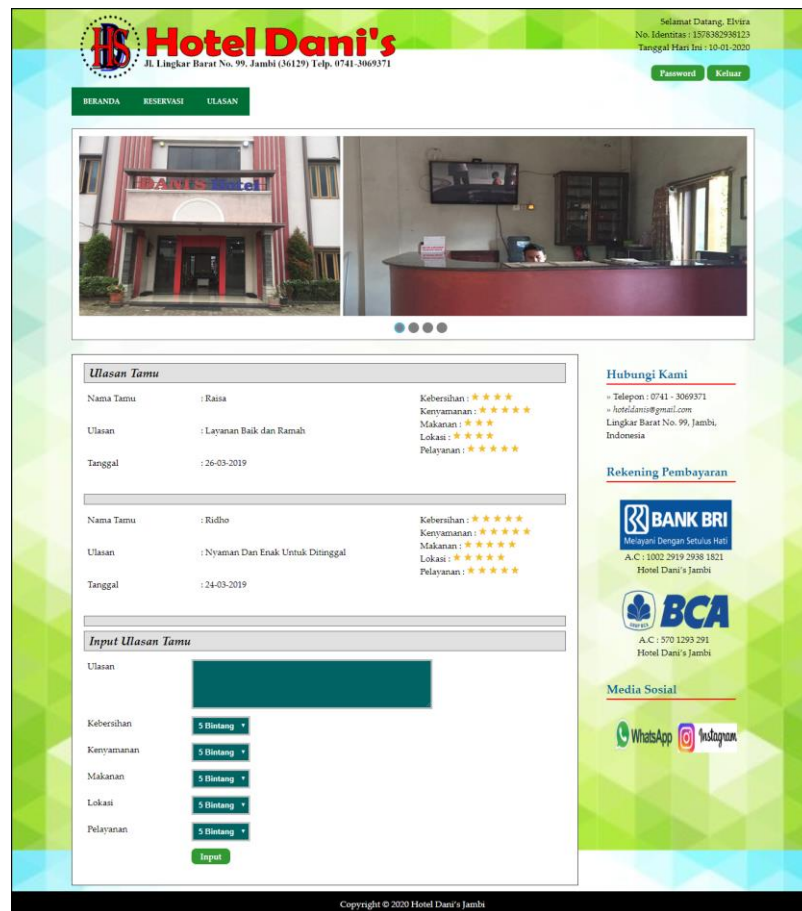 Selamat Datang, Elvira
No. Identitas : 1578382938123
Tanggal Hari Ini : 10-01-2020
HS Hotel Dani's
Jl. Lingkar Barat No. 99. Jambi (36129) Telp. 0741-3069371
Password Keluar
BERANDA RESERVASI ULASAN
DANI'S Hotel
Ulasan Tamu
Nama Tamu : Raisa
Ulasan : Layanan Baik dan Ramah
Tanggal : 26-03-2019
Kebersihan : ★ ★ ★ ★
Kenyamanan : ★ ★ ★ ★ ★
Makanan : ★ ★ ★
Lokasi : ★ ★ ★ ★
Pelayanan : ★ ★ ★ ★ ★
Nama Tamu : Ridho
Ulasan : Nyaman Dan Enak Untuk Ditinggal
Tanggal : 24-03-2019
Kebersihan : ★ ★ ★ ★ ★
Kenyamanan : ★ ★ ★ ★ ★
Makanan : ★ ★ ★ ★ ★
Lokasi : ★ ★ ★ ★ ★
Pelayanan : ★ ★ ★ ★ ★
Input Ulasan Tamu
Ulasan
Kebersihan 5 Bintang
Kenyamanan 5 Bintang
Makanan 5 Bintang
Lokasi 5 Bintang
Pelayanan 5 Bintang
Input
Hubungi Kami
» Telepon : 0741 - 3069371
» hoteldanis@gmail.com
Lingkar Barat No. 99, Jambi,
Indonesia
Rekening Pembayaran
BANK BRI
Melayani Dengan Setulus Hati
A.C : 1002 2919 2938 1821
Hotel Dani's Jambi
BCA
A.C : 570 1293 291
Hotel Dani's Jambi
Media Sosial
WhatsApp Instagram
Copyright © 2020 Hotel Dani's Jambi